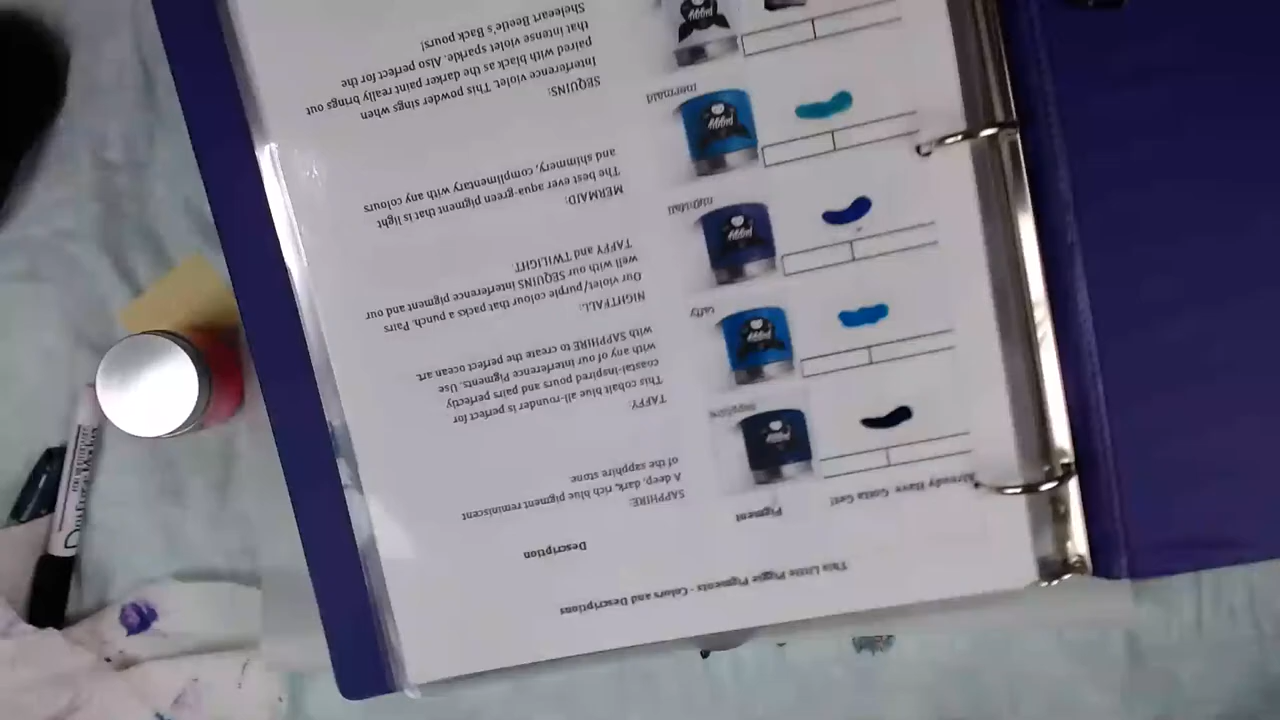 This Little Piggie Pigments - Colors and Descriptions
Already Have Gotta Get!
Pigment
Description
sapphire
SAPPHIRE:
A deep, dark, rich blue pigment reminiscent
of the sapphire stone
taffy
TAFFY:
This cobalt blue all-rounder is perfect for
coastal-inspired pours and pairs perfectly
with any of our interference Pigments. Use
with SAPPHIRE to create the perfect ocean art.
nightfall
NIGHTFALL:
Our violet/purple colour that packs a punch. Pairs
well with our SEQUINS interference pigment and our
TAFFY and TWILIGHT
mermaid
MERMAID:
The best ever aqua-green pigment that is light
and shimmery, complimentary with any colours
SEQUINS:
Interference violet. This powder sings when
paired with black as the darker paint really brings out
that intense violet sparkle. Also perfect for the
Sheleeart Beetle's Back pours!